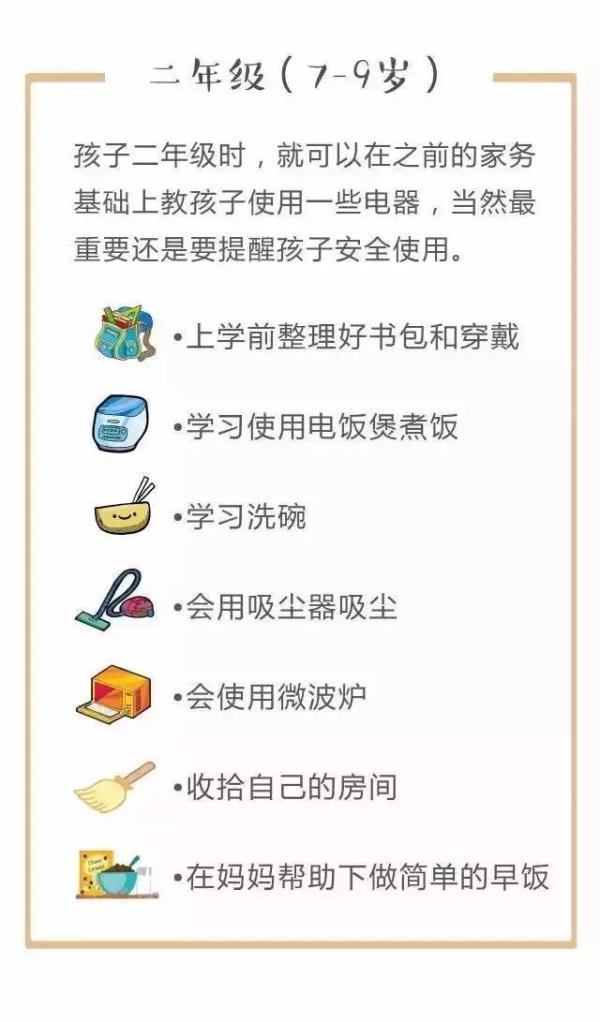 二年级（7-9岁）
孩子二年级时，就可以在之前的家务
基础上教孩子使用一些电器，当然最
重要还是要提醒孩子安全使用。
•上学前整理好书包和穿戴
•学习使用电饭煲煮饭
•学习洗碗
•会用吸尘器吸尘
•会使用微波炉
•收拾自己的房间
•在妈妈帮助下做简单的早饭